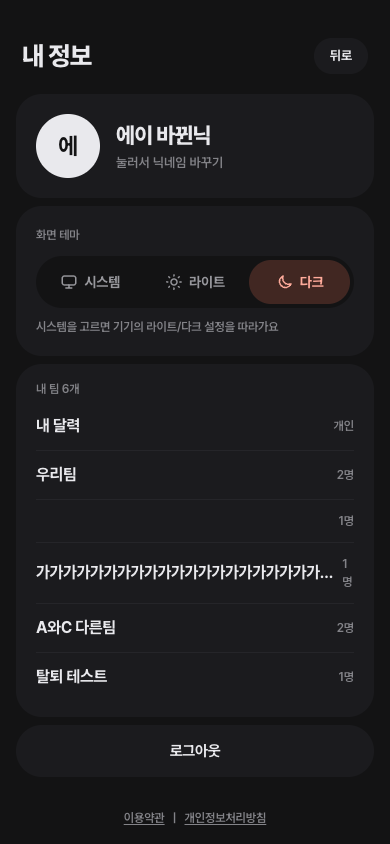 내 정보
뒤로
에
에이 바뀐닉
눌러서 닉네임 바꾸기
화면 테마
시스템
라이트
다크
시스템을 고르면 기기의 라이트/다크 설정을 따라가요
내 팀 6개
내 달력 개인
우리팀 2명
1명
가가가가가가가가가가가가가가가가가가가가가가... 1
명
A와C 다른팀 2명
탈퇴 테스트 1명
로그아웃
이용약관 | 개인정보처리방침